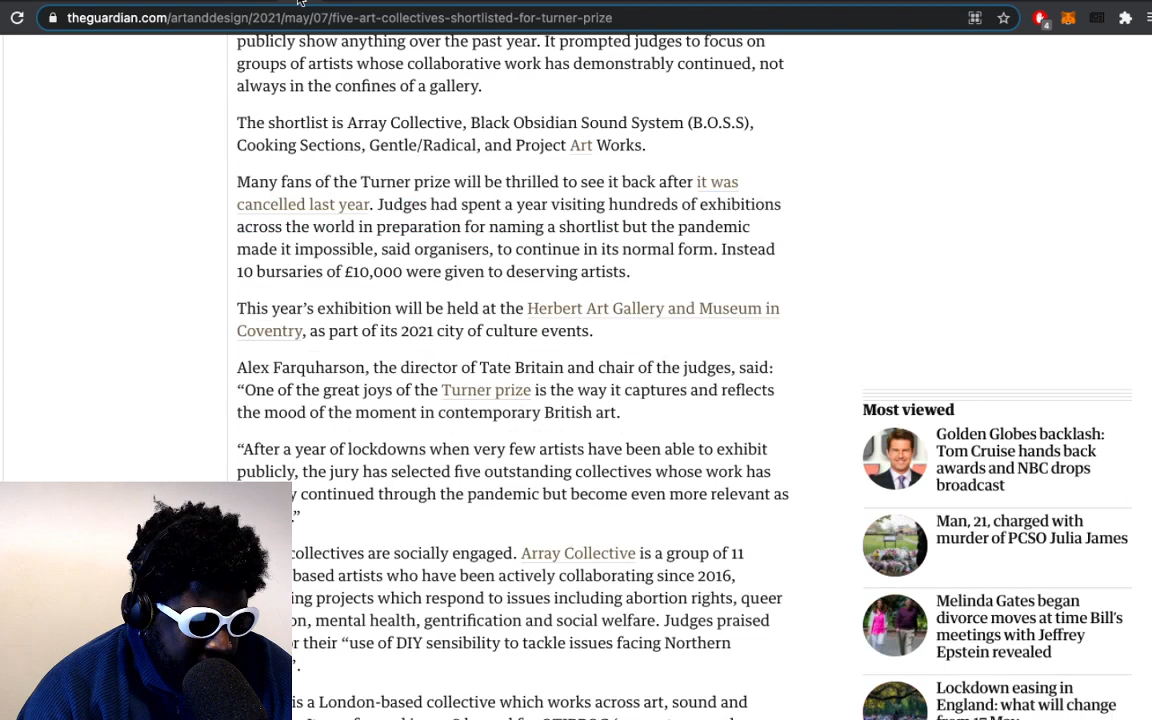 theguardian.com/artanddesign/2021/may/07/five-art-collectives-shortlisted-for-turner-prize
4
publicly show anything over the past year. It prompted judges to focus on
groups of artists whose collaborative work has demonstrably continued, not
always in the confines of a gallery.
The shortlist is Array Collective, Black Obsidian Sound System (B.O.S.S),
Cooking Sections, Gentle/Radical, and Project Art Works.
Many fans of the Turner prize will be thrilled to see it back after it was
cancelled last year. Judges had spent a year visiting hundreds of exhibitions
across the world in preparation for naming a shortlist but the pandemic
made it impossible, said organisers, to continue in its normal form. Instead
10 bursaries of £10,000 were given to deserving artists.
This year’s exhibition will be held at the Herbert Art Gallery and Museum in
Coventry, as part of its 2021 city of culture events.
Alex Farquharson, the director of Tate Britain and chair of the judges, said:
“One of the great joys of the Turner prize is the way it captures and reflects
the mood of the moment in contemporary British art.
“After a year of lockdowns when very few artists have been able to exhibit
publicly, the jury has selected five outstanding collectives whose work has
continued through the pandemic but become even more relevant as
.”
collectives are socially engaged. Array Collective is a group of 11
based artists who have been actively collaborating since 2016,
ing projects which respond to issues including abortion rights, queer
on, mental health, gentrification and social welfare. Judges praised
r their “use of DIY sensibility to tackle issues facing Northern
’.
is a London-based collective which works across art, sound and
Most viewed
Golden Globes backlash:
Tom Cruise hands back
awards and NBC drops
broadcast
Man, 21, charged with
murder of PCSO Julia James
Melinda Gates began
divorce moves at time Bill’s
meetings with Jeffrey
Epstein revealed
Lockdown easing in
England: what will change
from 17 May